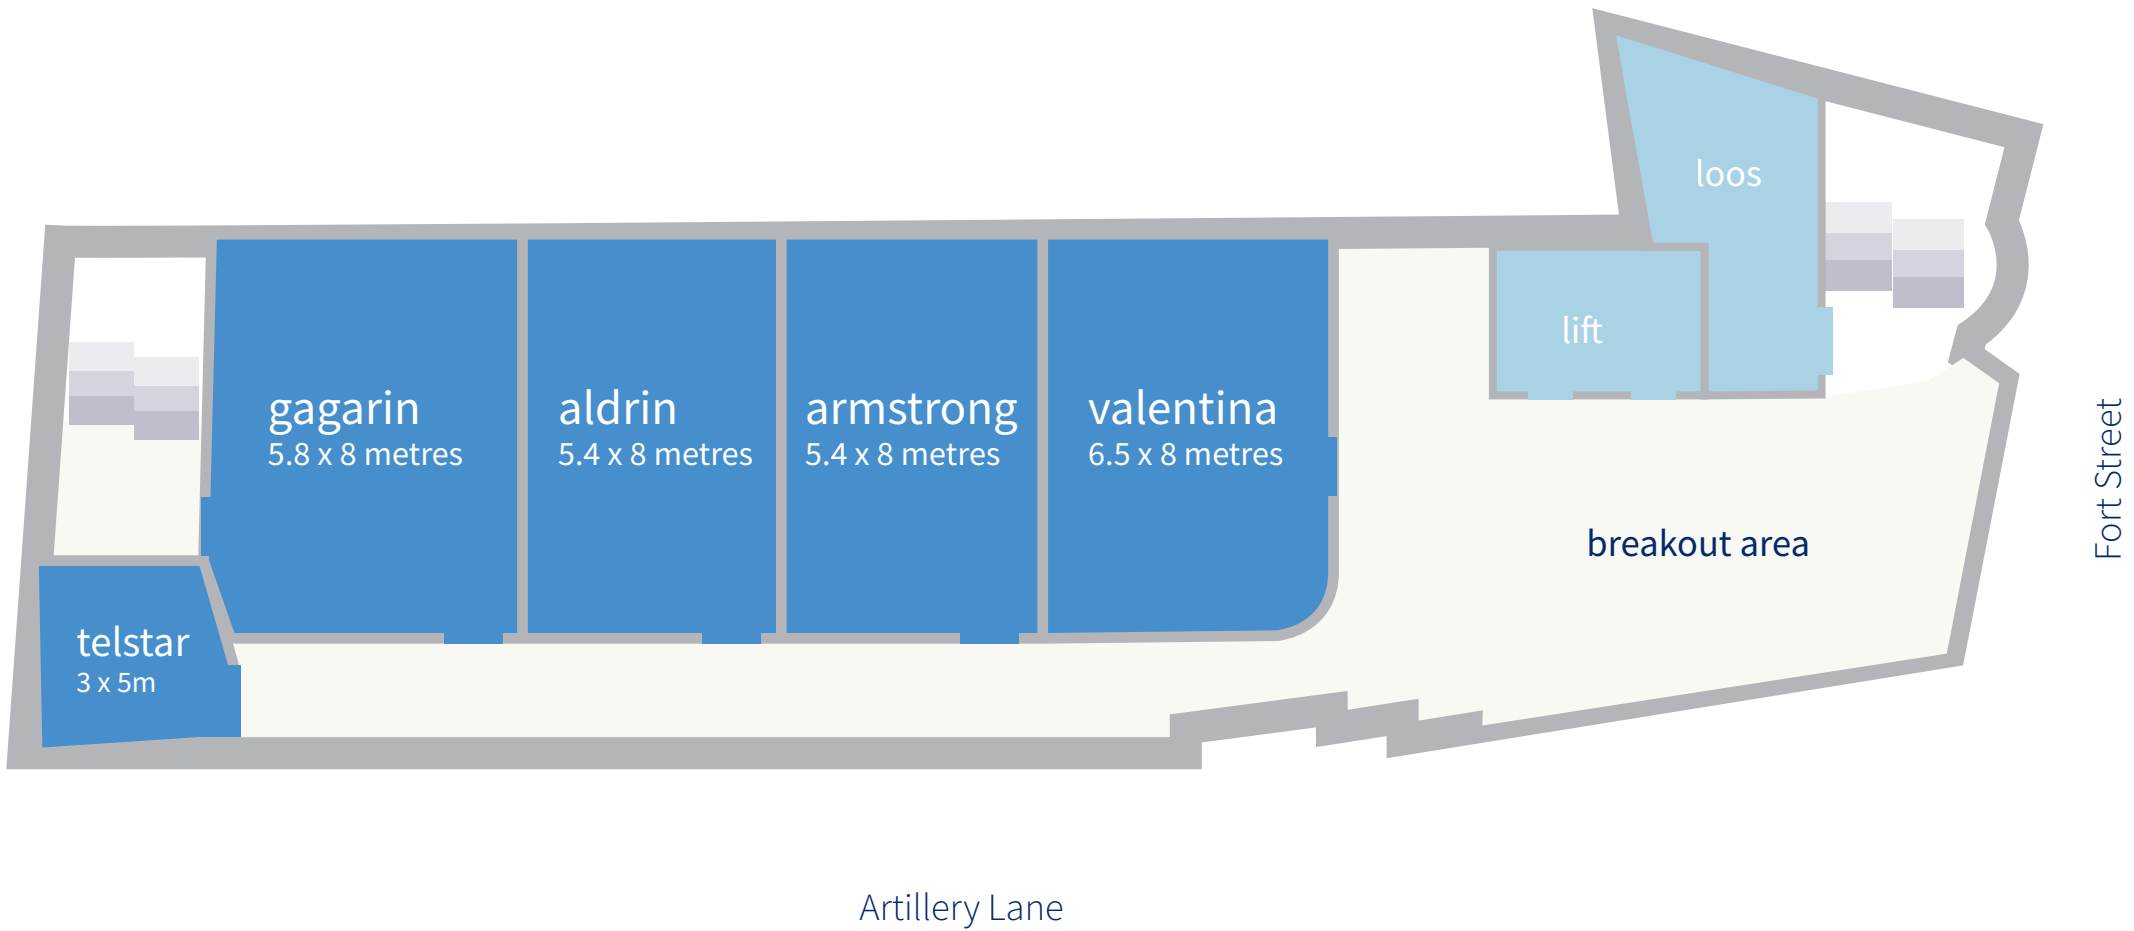 loos
lift
gagarin
5.8 x 8 metres
aldrin
5.4 x 8 metres
armstrong
5.4 x 8 metres
valentina
6.5 x 8 metres
breakout area
Fort Street
telstar
3 x 5m
Artillery Lane